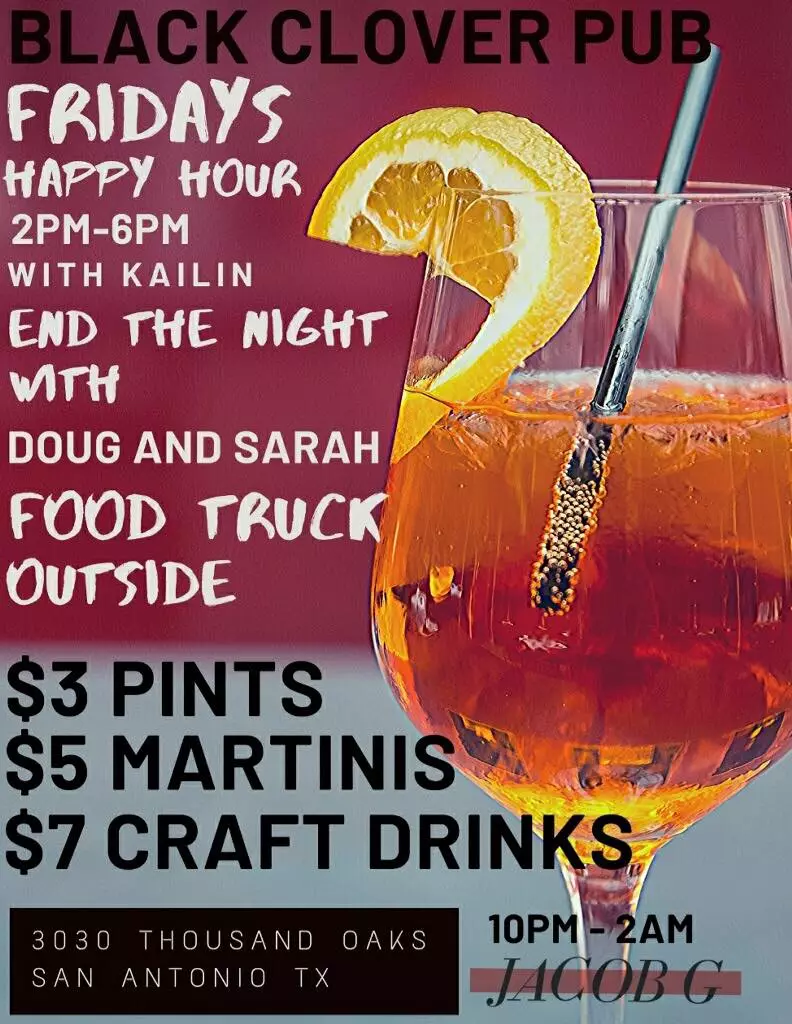 BLACK CLOVER PUB
FRIDAYS
HAPPY HOUR
2PM-6PM
WITH KAILIN
END THE NIGHT
WITH
DOUG AND SARAH
FOOD TRUCK
OUTSIDE
$3 PINTS
$5 MARTINIS
$7 CRAFT DRINKS
3030 THOUSAND OAKS
SAN ANTONIO TX
10PM - 2AM
JACOB G